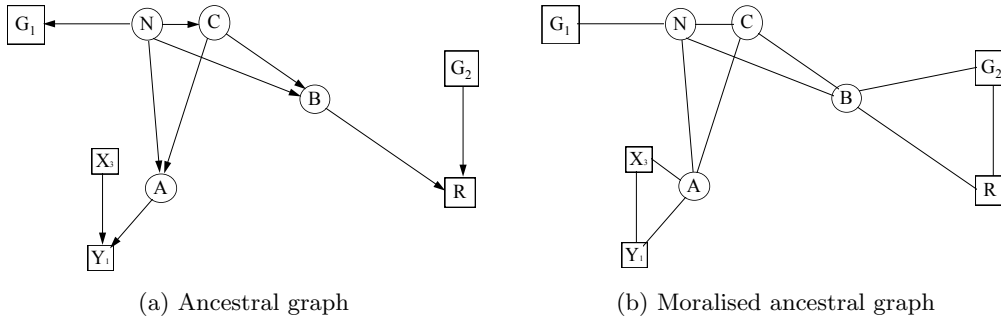 G₁ N C
G₂
B
X₃
A R
Y₁
(a) Ancestral graph
G₁ N C
G₂
B
X₃
A R
Y₁
(b) Moralised ancestral graph